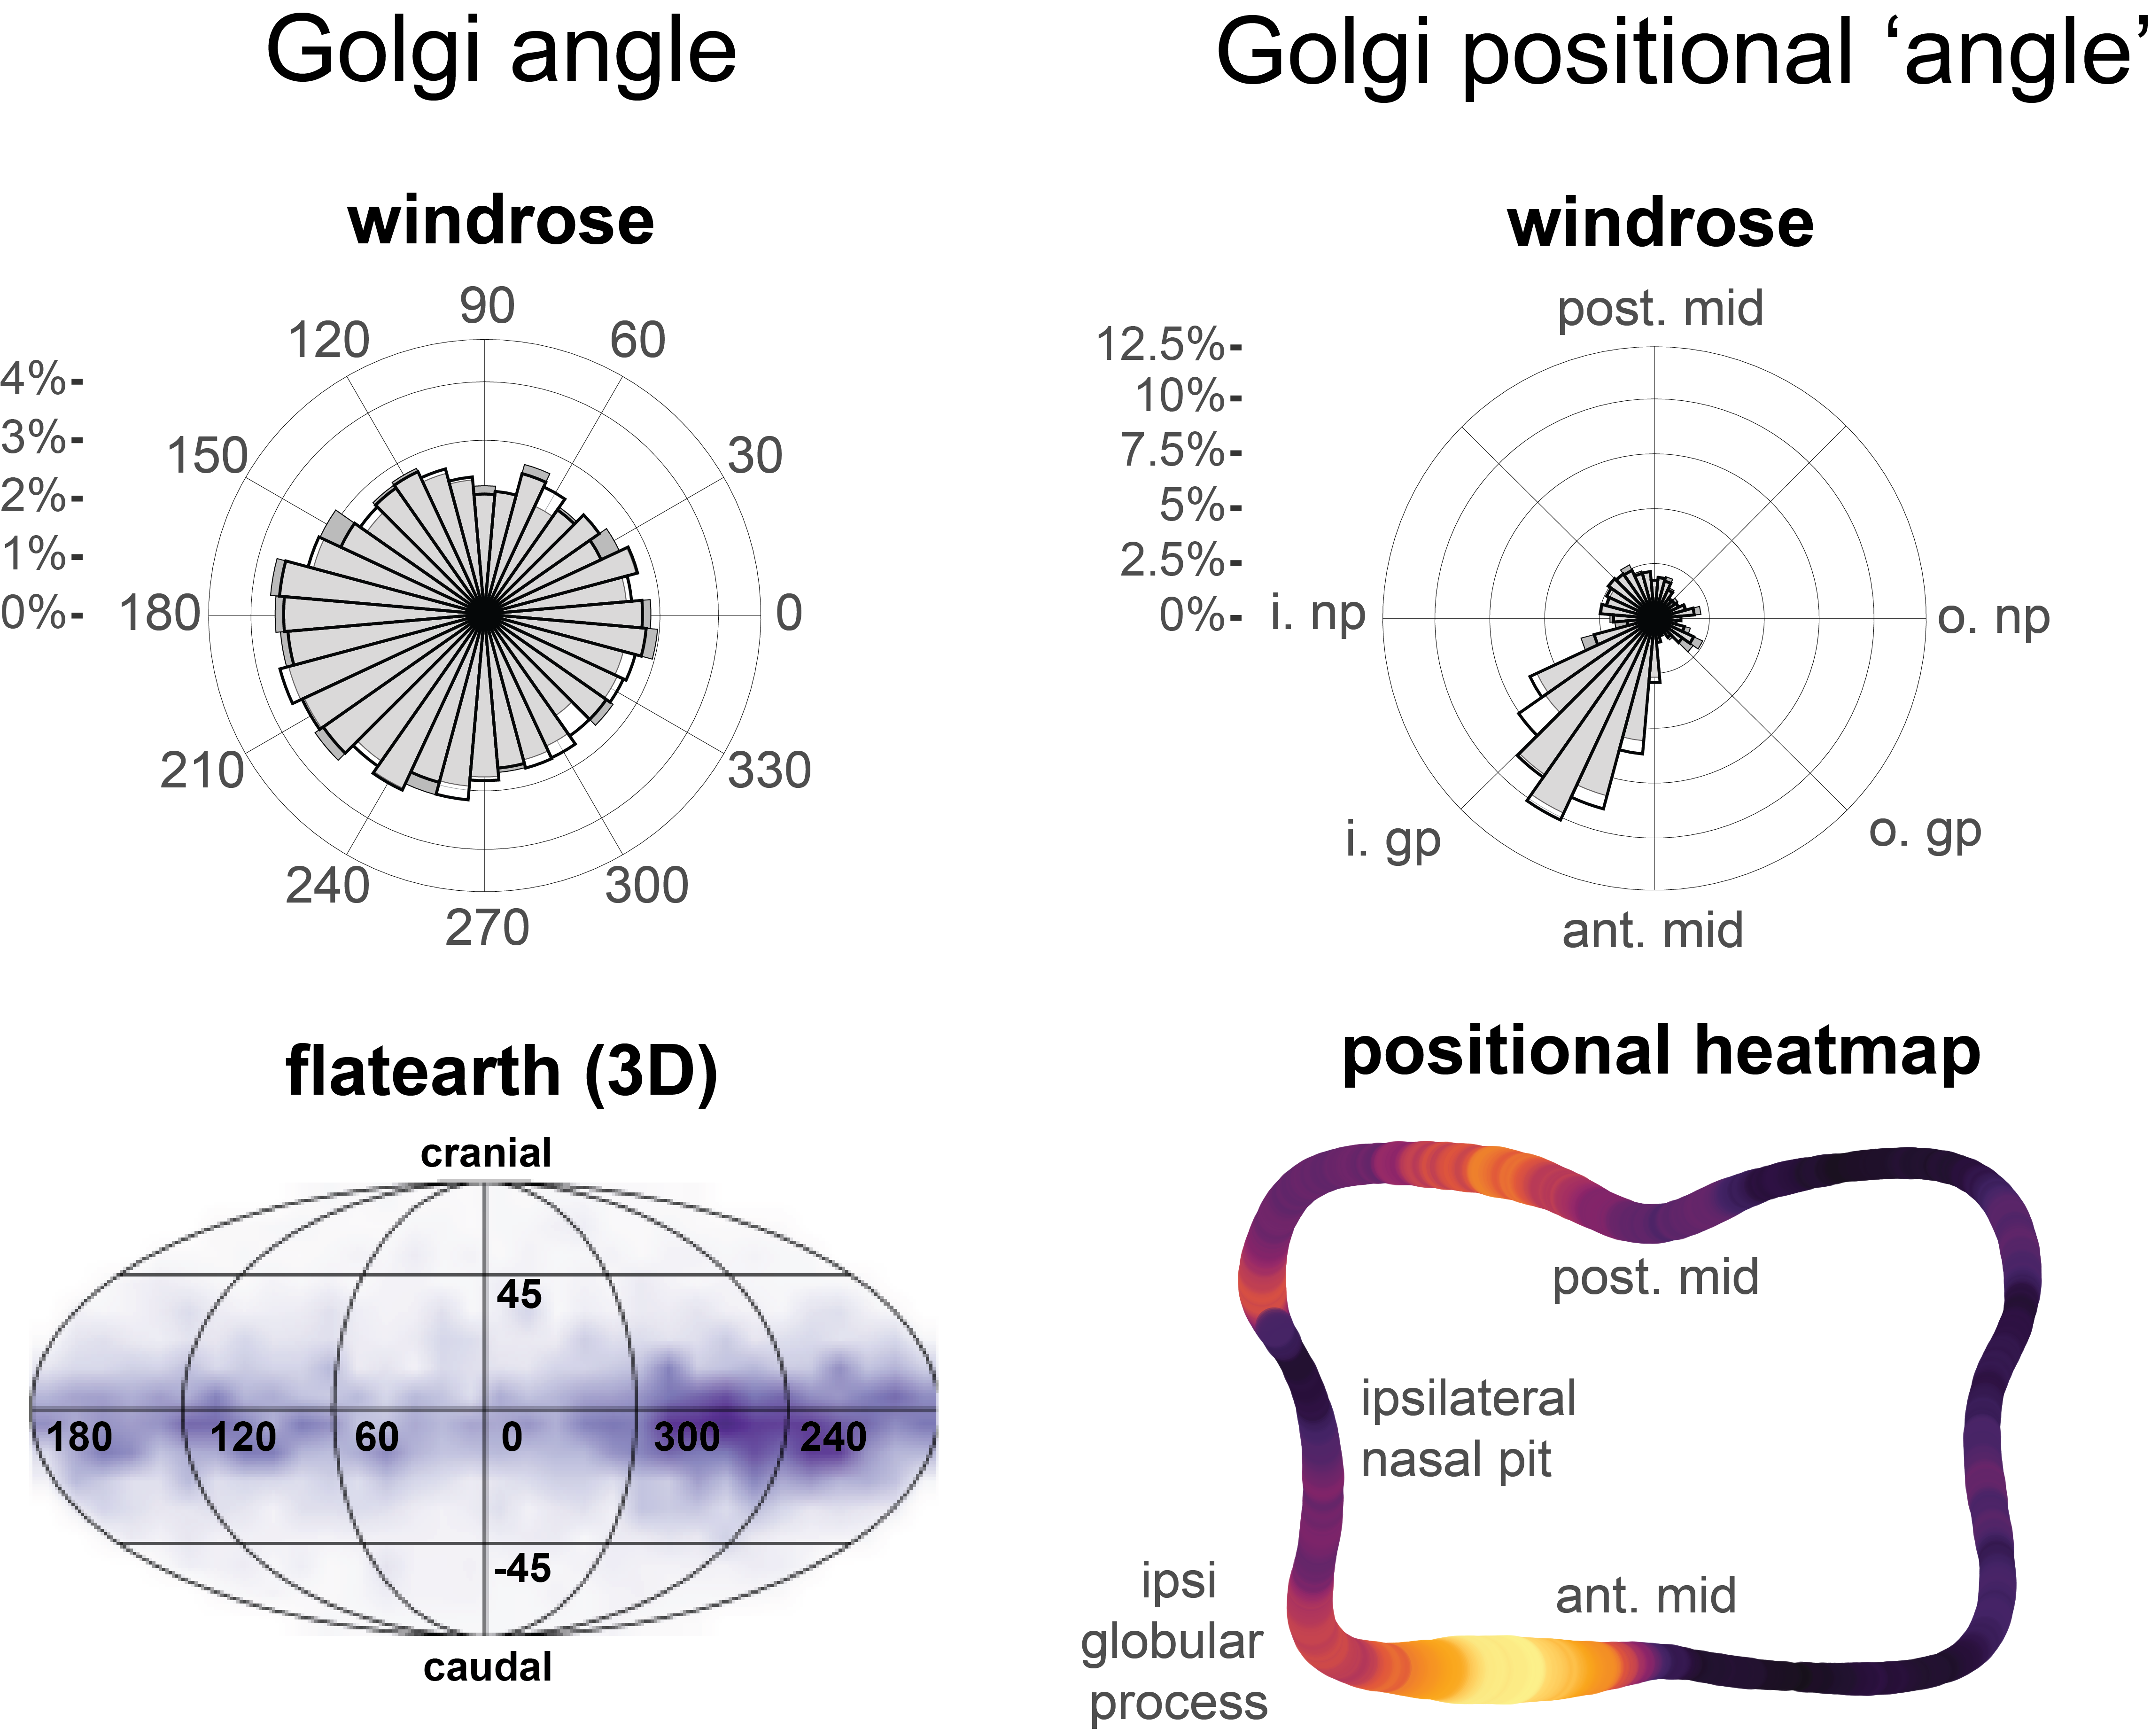 Golgi angle
Golgi positional ‘angle’
windrose
90
120
60
150
30
180
0
210
330
240
300
270
4%-
3%-
2%-
1%-
0%-
windrose
post. mid
12.5%-
10%-
7.5%-
5%-
2.5%-
0%-
i. np
o. np
i. gp
o. gp
ant. mid
flatearth (3D)
cranial
45
180
120
60
0
300
240
-45
caudal
positional heatmap
post. mid
ipsilateral
nasal pit
ipsi
globular
process
ant. mid